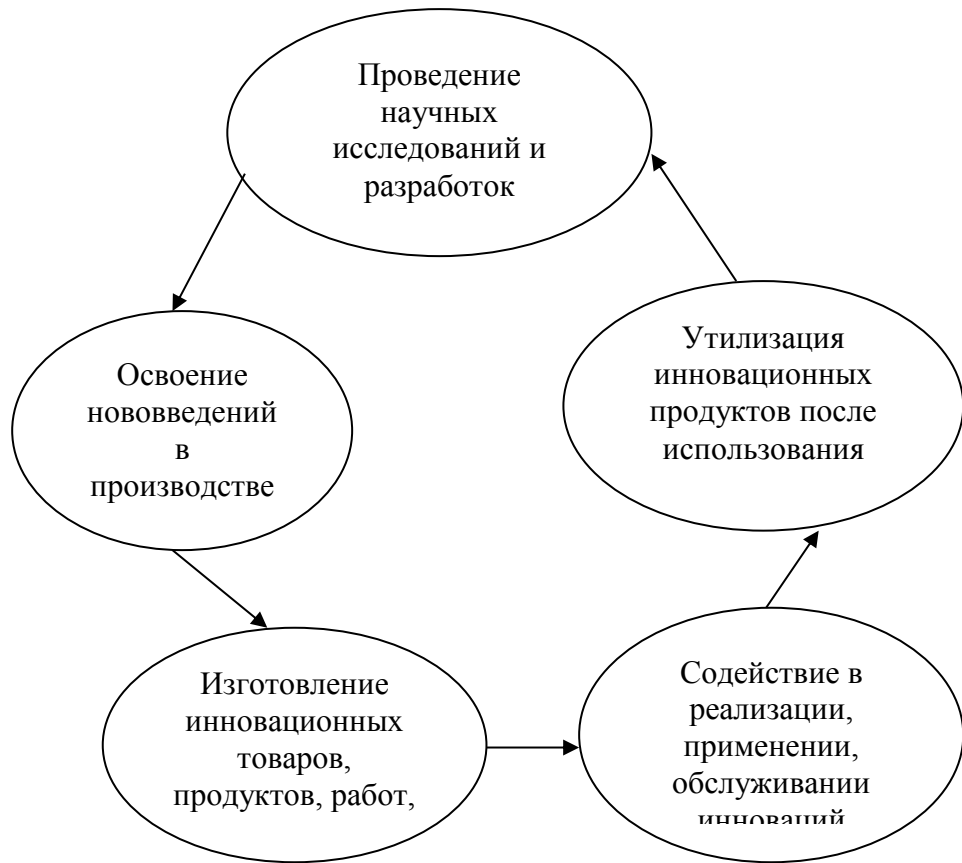 Проведение
научных
исследований и
разработок
Освоение
нововведений
в
производстве
Изготовление
инновационных
товаров,
продуктов, работ,
Содействие в
реализации,
применении,
обслуживании
инноваций
Утилизация
инновационных
продуктов после
использования